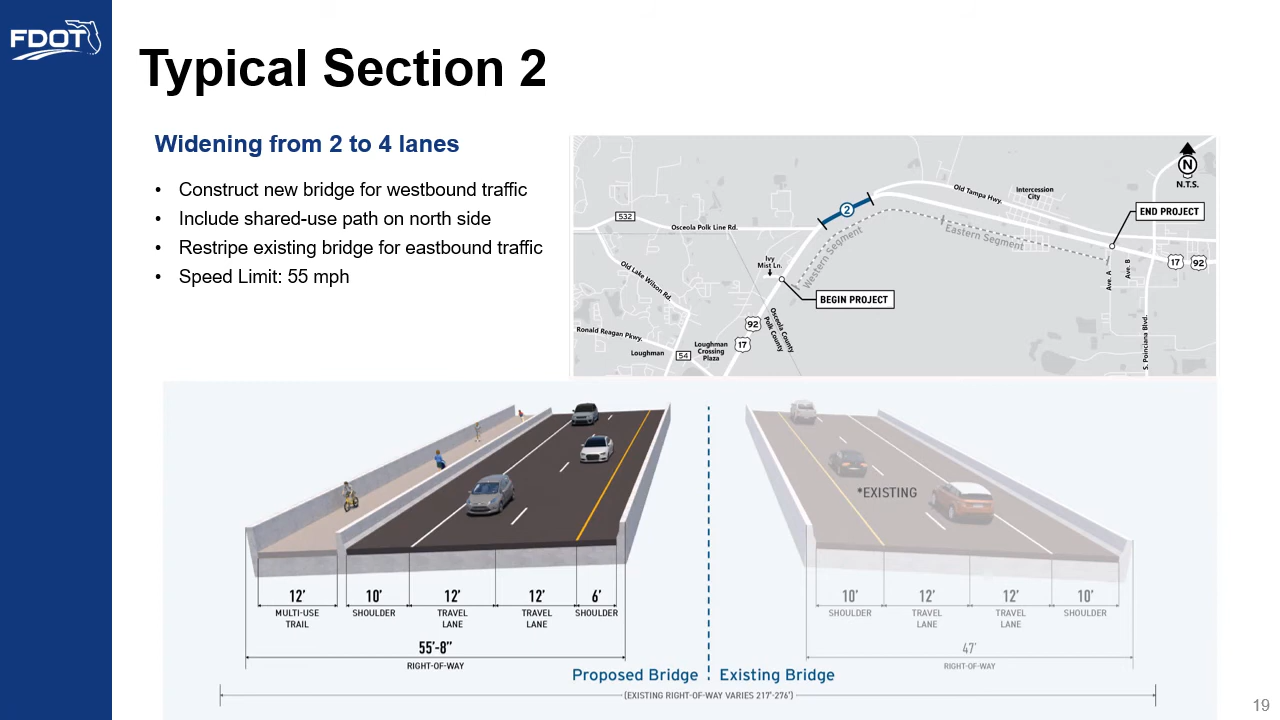 FDOT
Typical Section 2
Widening from 2 to 4 lanes
• Construct new bridge for westbound traffic
• Include shared-use path on north side
• Restripe existing bridge for eastbound traffic
• Speed Limit: 55 mph
N
N.T.S.
Old Tampa Hwy.
Intercession
City
END PROJECT
2
532
Osceola Polk Line Rd.
Western Segment
Eastern Segment
Ivy
Mist Ln.
17 92
Ave. A
Ave. B
Old Lake Wilson Rd.
BEGIN PROJECT
Osceola County
Polk County
92
17
Ronald Reagan Pkwy.
Loughman
54
Loughman
Crossing
Plaza
S. Poinciana Blvd.
*EXISTING
12' 10' 12' 12' 6'
MULTI-USE TRAIL SHOULDER TRAVEL LANE TRAVEL LANE SHOULDER
55'-8"
RIGHT-OF-WAY
10' 12' 12' 10'
SHOULDER TRAVEL LANE TRAVEL LANE SHOULDER
47'
RIGHT-OF-WAY
Proposed Bridge Existing Bridge
(EXISTING RIGHT-OF-WAY VARIES 217'-276')
19